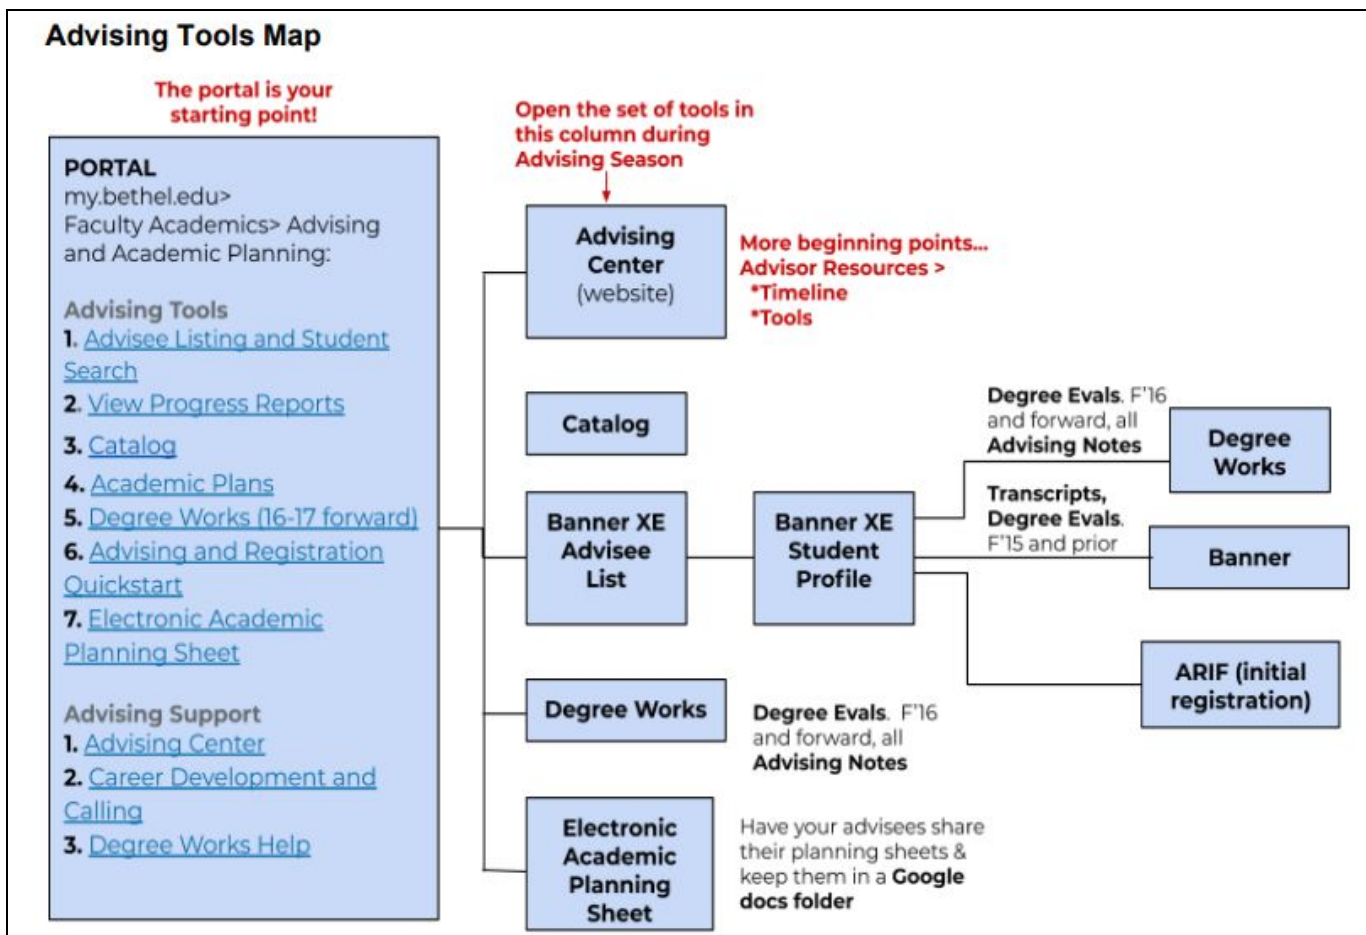 Advising Tools Map
The portal is your
starting point!
PORTAL
my.bethel.edu>
Faculty Academics> Advising
and Academic Planning:
Advising Tools
1. Advisee Listing and Student
Search
2. View Progress Reports
3. Catalog
4. Academic Plans
5. Degree Works (16-17 forward)
6. Advising and Registration
Quickstart
7. Electronic Academic
Planning Sheet
Advising Support
1. Advising Center
2. Career Development and
Calling
3. Degree Works Help
Open the set of tools in
this column during
Advising Season
Advising
Center
(website)
More beginning points...
Advisor Resources >
*Timeline
*Tools
Catalog
Banner XE
Advisee
List
Banner XE
Student
Profile
Degree Evals. F'16
and forward, all
Advising Notes
Degree
Works
Transcripts,
Degree Evals.
F'15 and prior
Banner
ARIF (initial
registration)
Degree Works
Degree Evals. F'16
and forward, all
Advising Notes
Electronic
Academic
Planning
Sheet
Have your advisees share
their planning sheets &
keep them in a Google
docs folder